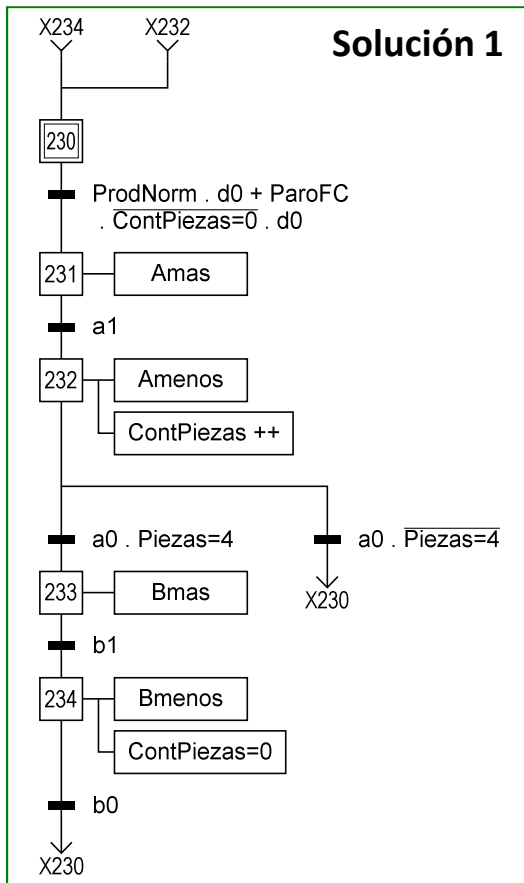 X234 X232 Solución 1
230
ProdNorm . d0 + ParoFC
. ContPiezas=0 . d0
231 Amas
a1
232 Amenos
ContPiezas ++
a0 . Piezas=4 a0 . Piezas=4
233 Bmas X230
b1
234 Bmenos
ContPiezas=0
b0
X230